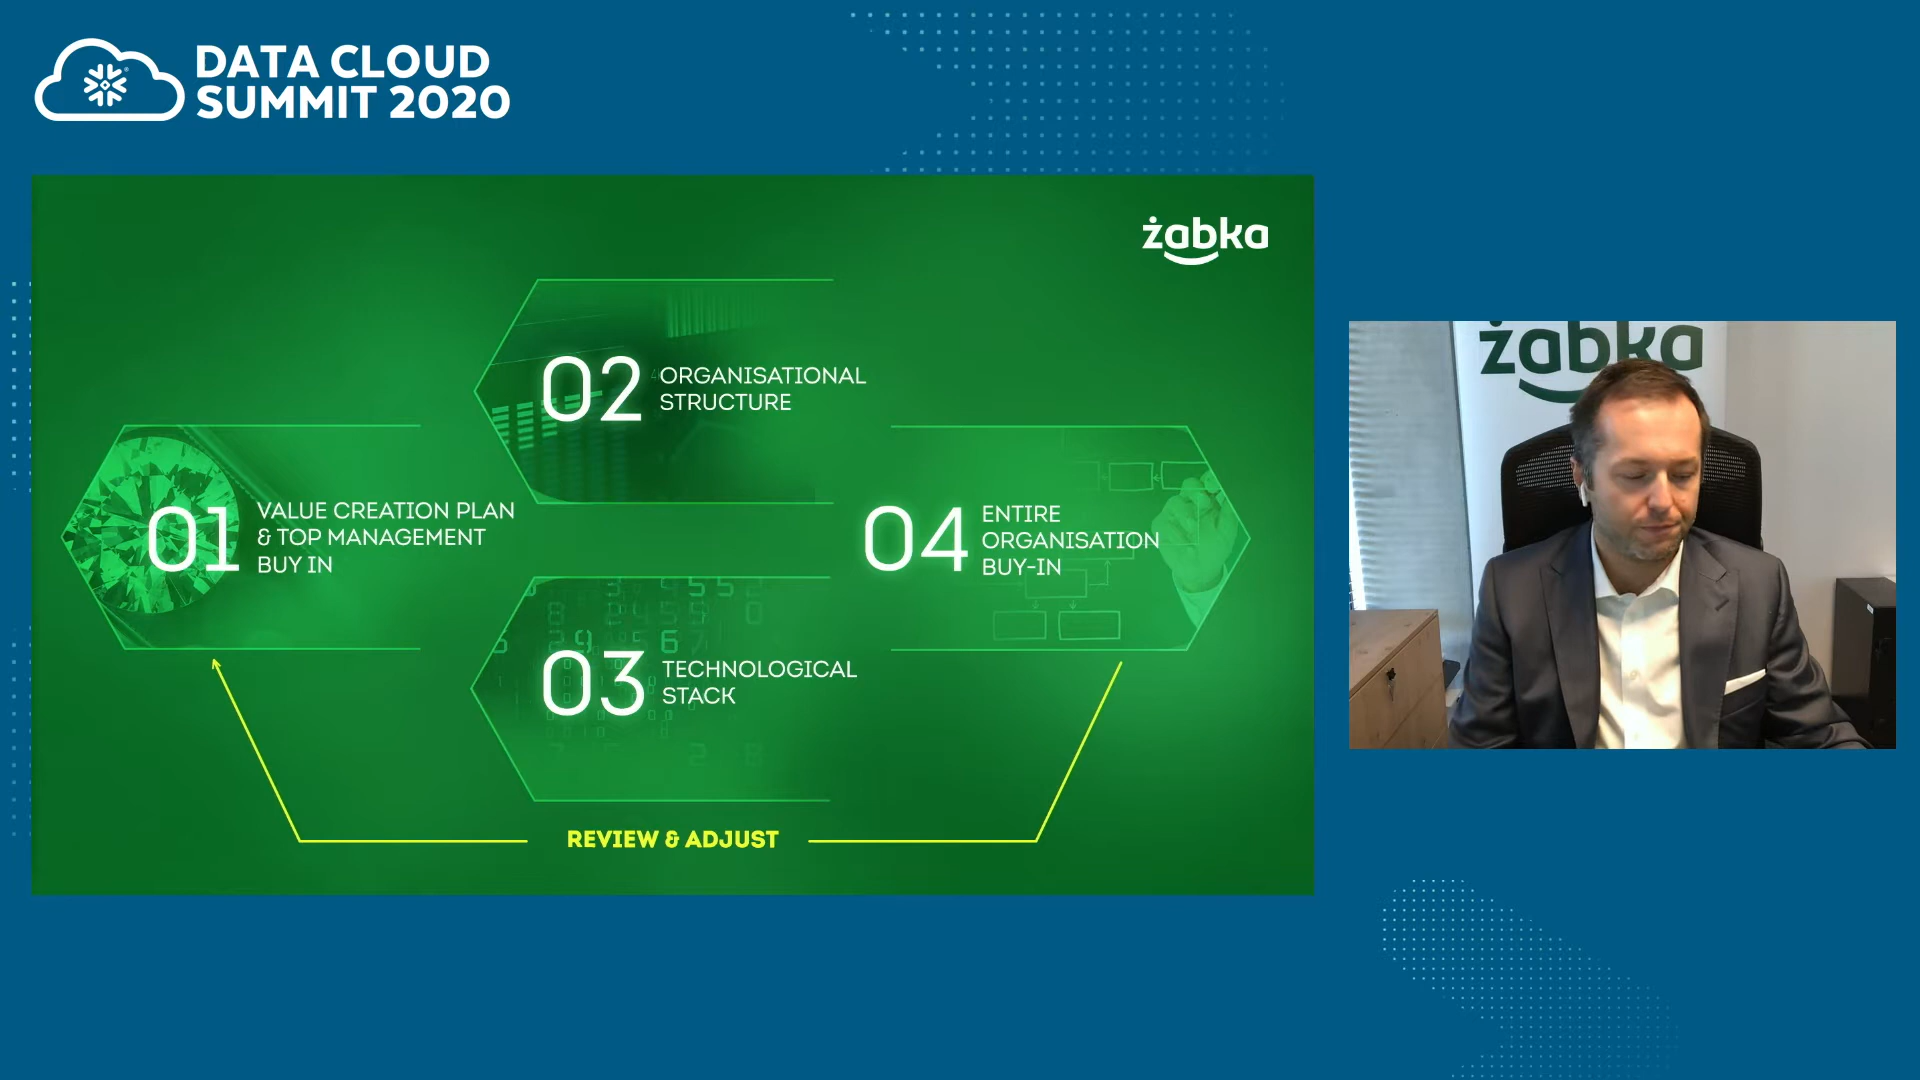 DATA CLOUD
SUMMIT 2020
żabka
02 ORGANISATIONAL
STRUCTURE
01 VALUE CREATION PLAN
& TOP MANAGEMENT
BUY IN
04 ENTIRE
ORGANISATION
BUY-IN
03 TECHNOLOGICAL
STACK
REVIEW & ADJUST
żabka